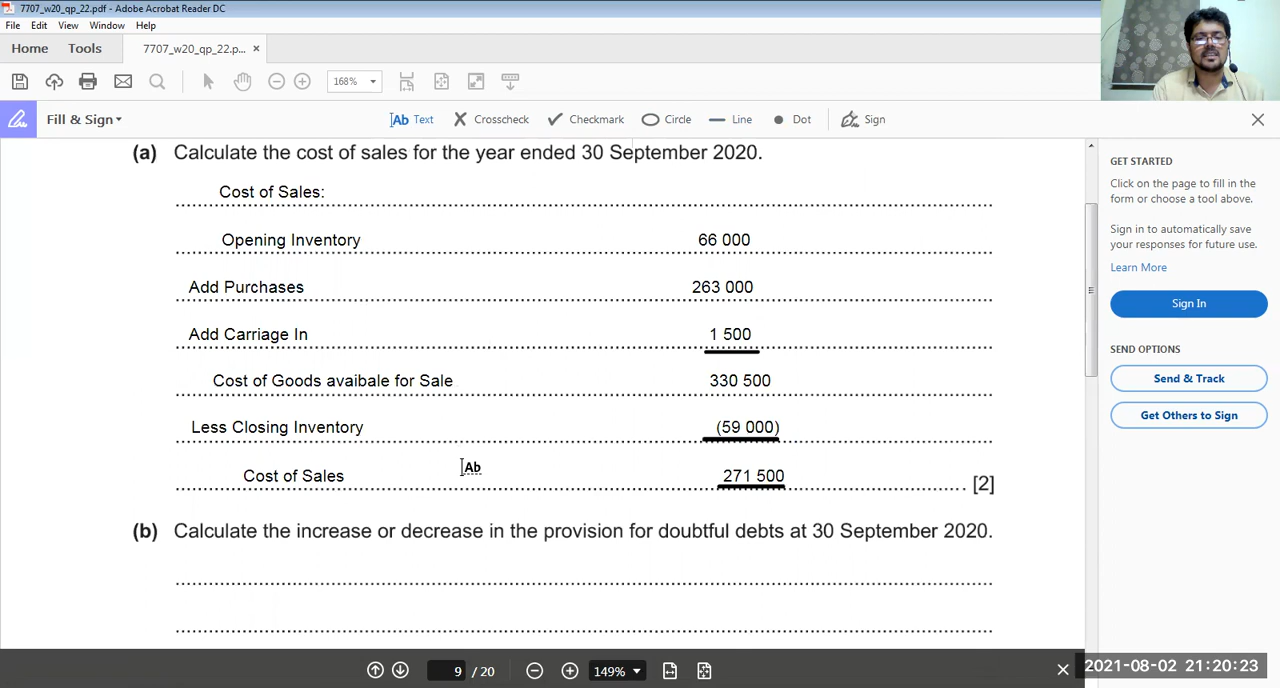 7707_w20_qp_22.pdf - Adobe Acrobat Reader DC
File Edit View Window Help
Home Tools 7707_w20_qp_22.p... ×
168%
Fill & Sign Ab Text Crosscheck Checkmark Circle Line Dot Sign
(a) Calculate the cost of sales for the year ended 30 September 2020.
Cost of Sales:
Opening Inventory 66 000
Add Purchases 263 000
Add Carriage In 1 500
Cost of Goods avaibale for Sale 330 500
Less Closing Inventory (59 000)
Cost of Sales 271 500 [2]
Ab
(b) Calculate the increase or decrease in the provision for doubtful debts at 30 September 2020.
GET STARTED
Click on the page to fill in the
form or choose a tool above.
Sign in to automatically save
your responses for future use.
Learn More
Sign In
SEND OPTIONS
Send & Track
Get Others to Sign
9 / 20 149%
2021-08-02 21:20:23